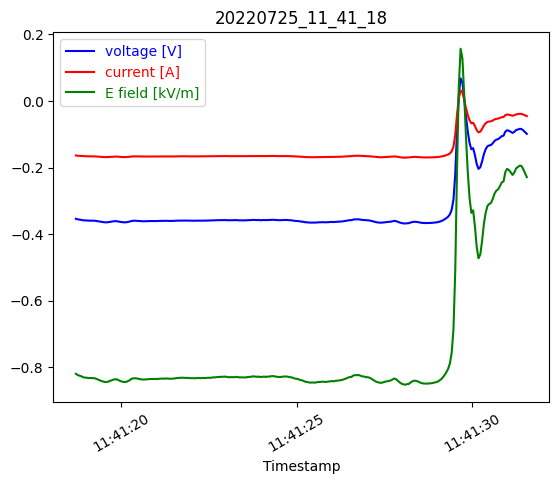 20220725_11_41_18
voltage [V]
current [A]
E field [kV/m]
0.2
0.0
−0.2
−0.4
−0.6
−0.8
11:41:20
11:41:25
11:41:30
Timestamp